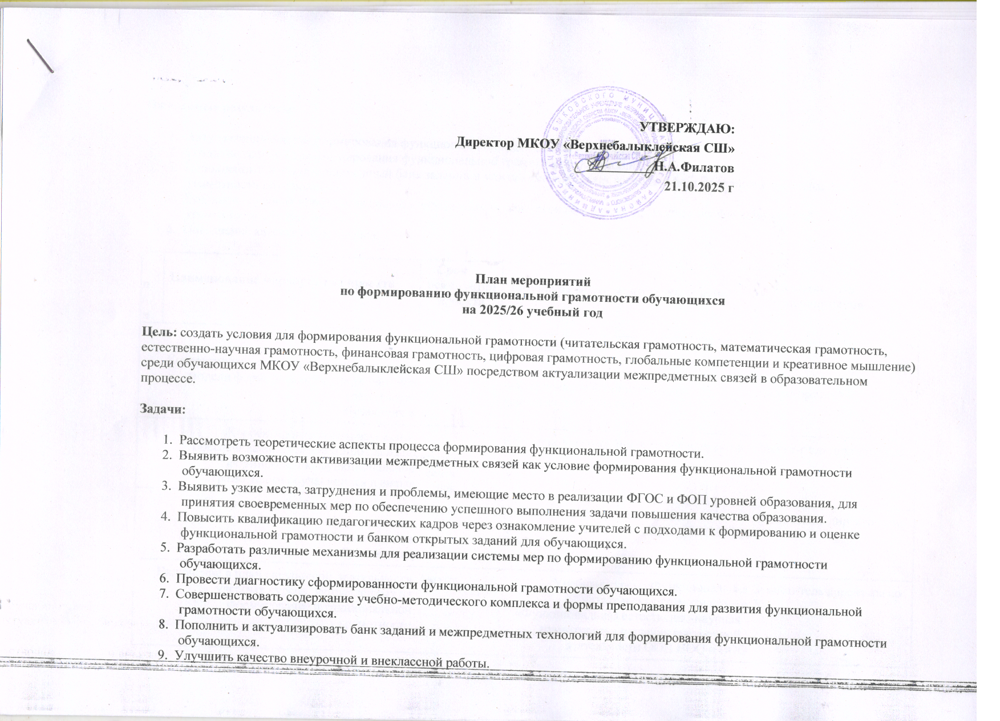 УТВЕРЖДАЮ:
Директор МКОУ «Верхнебалыклейская СШ»
Н.А.Филатов
21.10.2025 г
План мероприятий
по формированию функциональной грамотности обучающихся
на 2025/26 учебный год
Цель: создать условия для формирования функциональной грамотности (читательская грамотность, математическая грамотность,
естественно-научная грамотность, финансовая грамотность, цифровая грамотность, глобальные компетенции и креативное мышление)
среди обучающихся МКОУ «Верхнебалыклейская СШ» посредством актуализации межпредметных связей в образовательном
процессе.
Задачи:
1. Рассмотреть теоретические аспекты процесса формирования функциональной грамотности.
2. Выявить возможности активизации межпредметных связей как условие формирования функциональной грамотности
обучающихся.
3. Выявить узкие места, затруднения и проблемы, имеющие место в реализации ФГОС и ФОП уровней образования, для
принятия своевременных мер по обеспечению успешного выполнения задачи повышения качества образования.
4. Повысить квалификацию педагогических кадров через ознакомление учителей с подходами к формированию и оценке
функциональной грамотности и банком открытых заданий для обучающихся.
5. Разработать различные механизмы для реализации системы мер по формированию функциональной грамотности
обучающихся.
6. Провести диагностику сформированности функциональной грамотности обучающихся.
7. Совершенствовать содержание учебно-методического комплекса и формы преподавания для развития функциональной
грамотности обучающихся.
8. Пополнить и актуализировать банк заданий и межпредметных технологий для формирования функциональной грамотности
обучающихся.
9. Улучшить качество внеурочной и внеклассной работы.